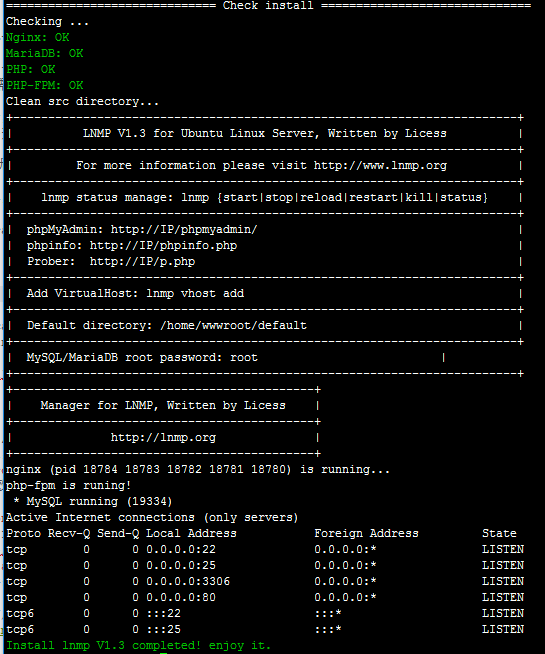 ============================== Check install ==============================
Checking ...
Nginx: OK
MariaDB: OK
PHP: OK
PHP-FPM: OK
Clean src directory...
+------------------------------------------------------------------------+
|          LNMP V1.3 for Ubuntu Linux Server, Written by Licess          |
+------------------------------------------------------------------------+
|         For more information please visit http://www.lnmp.org          |
+------------------------------------------------------------------------+
|    lnmp status manage: lnmp {start|stop|reload|restart|kill|status}    |
+------------------------------------------------------------------------+
|  phpMyAdmin: http://IP/phpmyadmin/                                     |
|  phpinfo: http://IP/phpinfo.php                                        |
|  Prober:  http://IP/p.php                                              |
+------------------------------------------------------------------------+
|  Add VirtualHost: lnmp vhost add                                       |
+------------------------------------------------------------------------+
|  Default directory: /home/wwwroot/default                              |
+------------------------------------------------------------------------+
|  MySQL/MariaDB root password: root                          |
+------------------------------------------------------------------------+
+-------------------------------------------+
|    Manager for LNMP, Written by Licess    |
+-------------------------------------------+
|              http://lnmp.org              |
+-------------------------------------------+
nginx (pid 18784 18783 18782 18781 18780) is running...
php-fpm is runing!
 * MySQL running (19334)
Active Internet connections (only servers)
Proto Recv-Q Send-Q Local Address           Foreign Address         State
tcp        0      0 0.0.0.0:22              0.0.0.0:*               LISTEN
tcp        0      0 0.0.0.0:25              0.0.0.0:*               LISTEN
tcp        0      0 0.0.0.0:3306            0.0.0.0:*               LISTEN
tcp        0      0 0.0.0.0:80              0.0.0.0:*               LISTEN
tcp6       0      0 :::22                   :::*                    LISTEN
tcp6       0      0 :::25                   :::*                    LISTEN
Install lnmp V1.3 completed! enjoy it.